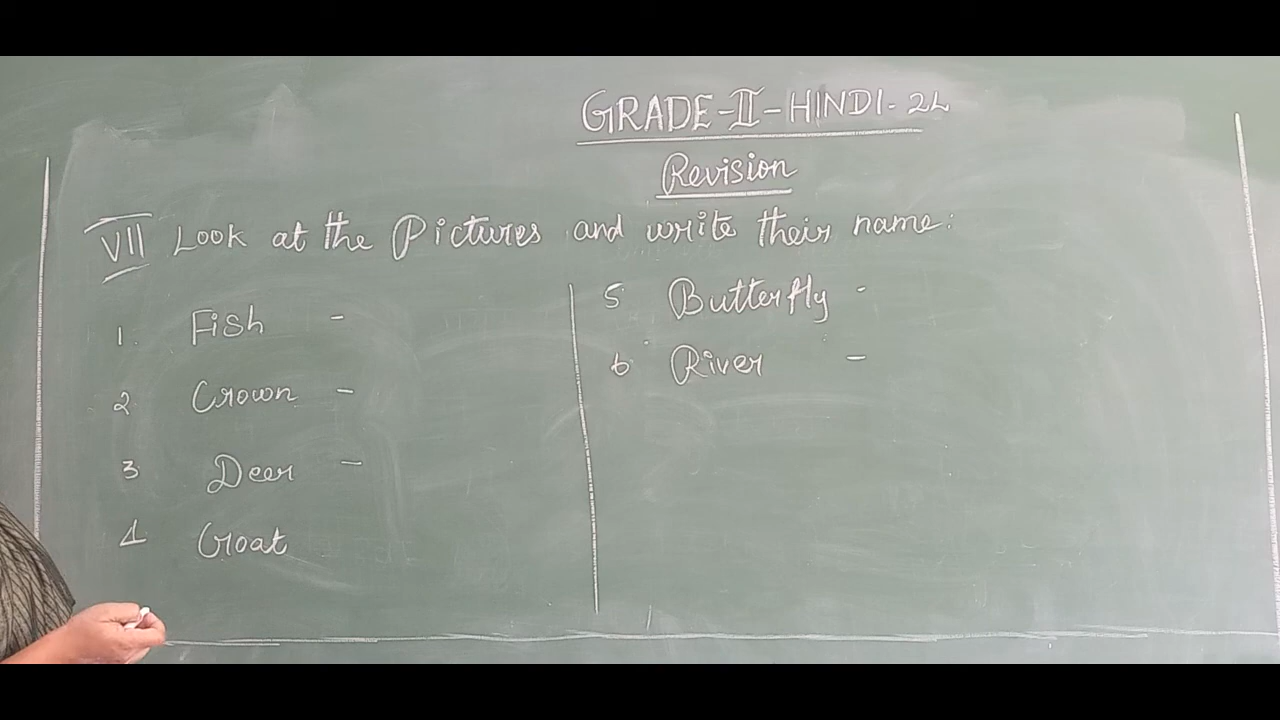 GRADE-II-HINDI-2L
Revision
VII Look at the Pictures and write their name:
1. Fish -
2 Crown -
3 Deer -
4 Goat
5 Butterfly -
6 River -